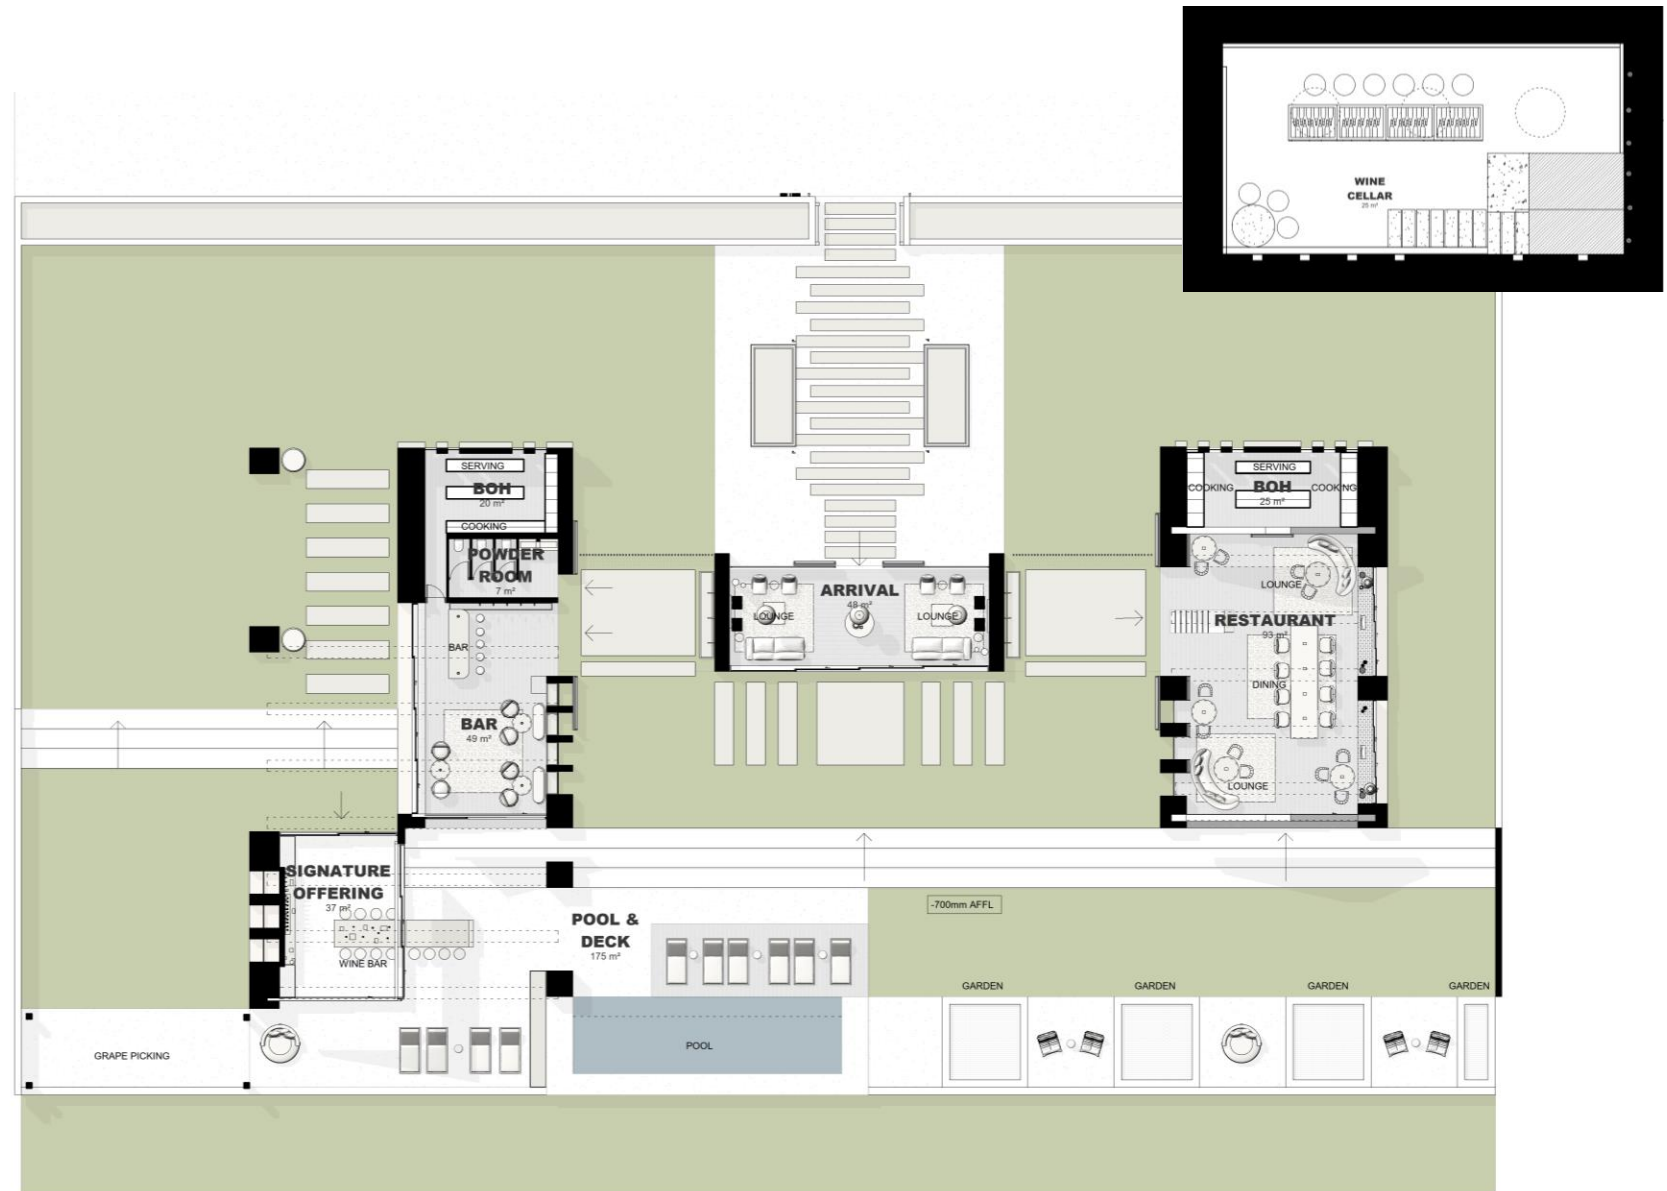 WINE
CELLAR
25 m²
SERVING
BOH
20 m²
COOKING
POWDER
ROOM
7 m²
BAR
BAR
49 m²
ARRIVAL
48 m²
LOUNGE
LOUNGE
SERVING
COOKING
BOH
COOKING
25 m²
LOUNGE
RESTAURANT
93 m²
DINING
LOUNGE
SIGNATURE
OFFERING
37 m²
WINE BAR
POOL &
DECK
175 m²
-700mm AFFL
GARDEN
GARDEN
GARDEN
GARDEN
GRAPE PICKING
POOL